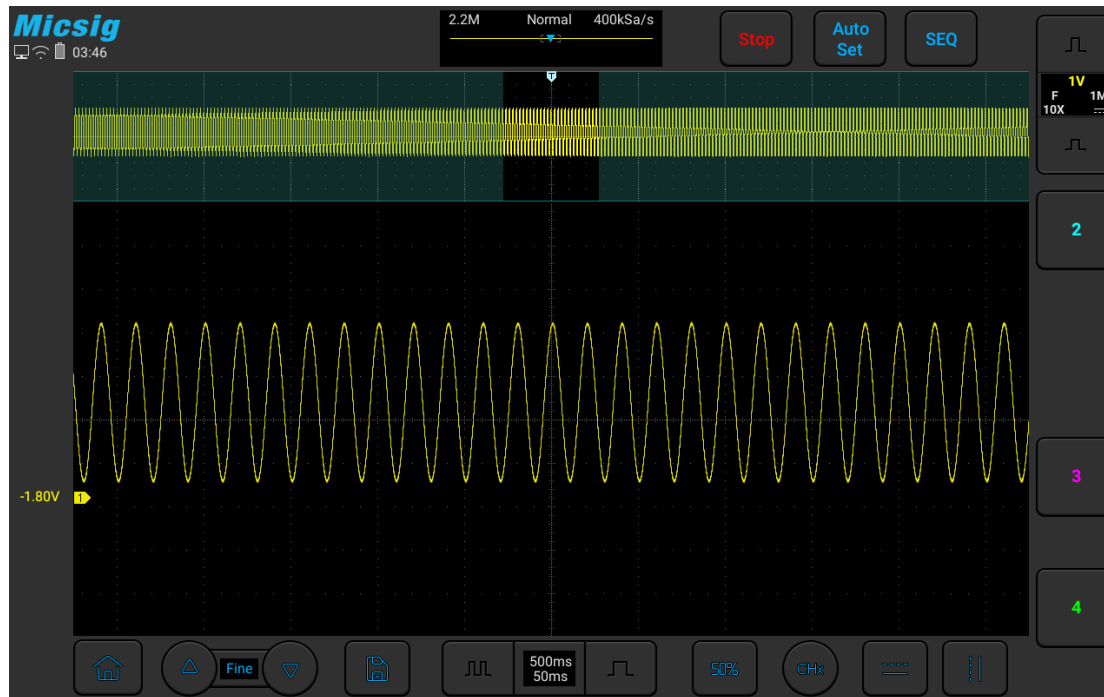 Micsig
03:46
2.2M Normal 400kSa/s
T
Stop
Auto
Set
SEQ
1V
F 1M
10X
2
-1.80V
1
3
4
Fine
500ms
50ms
50%
CHx